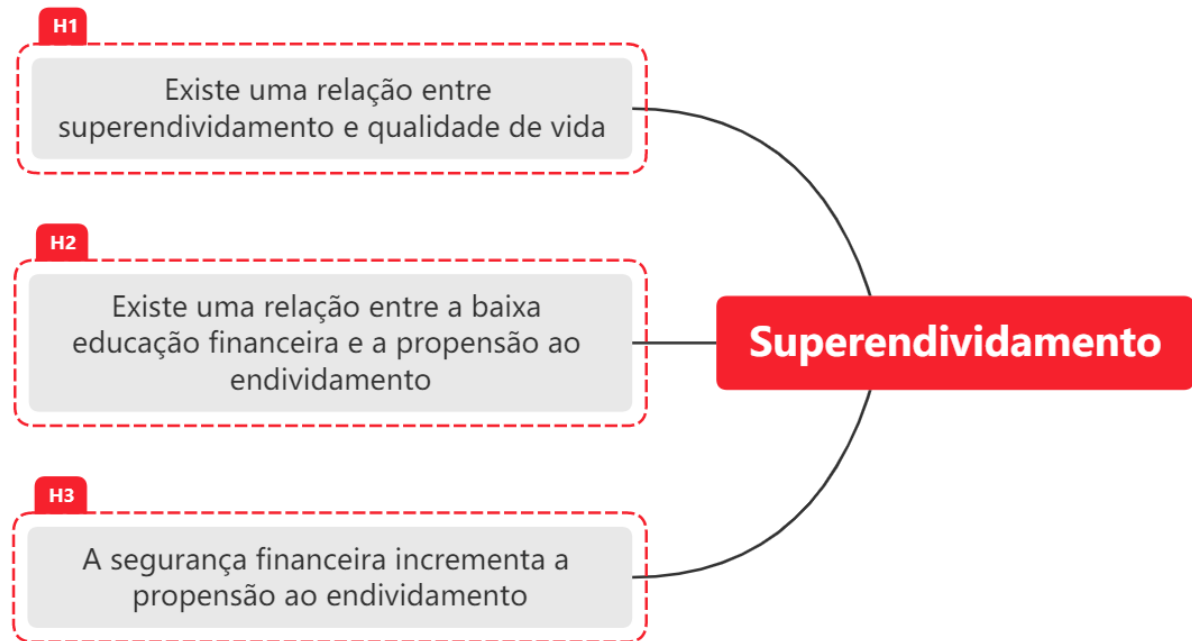 H1
Existe uma relação entre
superendividamento e qualidade de vida
H2
Existe uma relação entre a baixa
educação financeira e a propensão ao
endividamento
Superendividamento
H3
A segurança financeira incrementa a
propensão ao endividamento